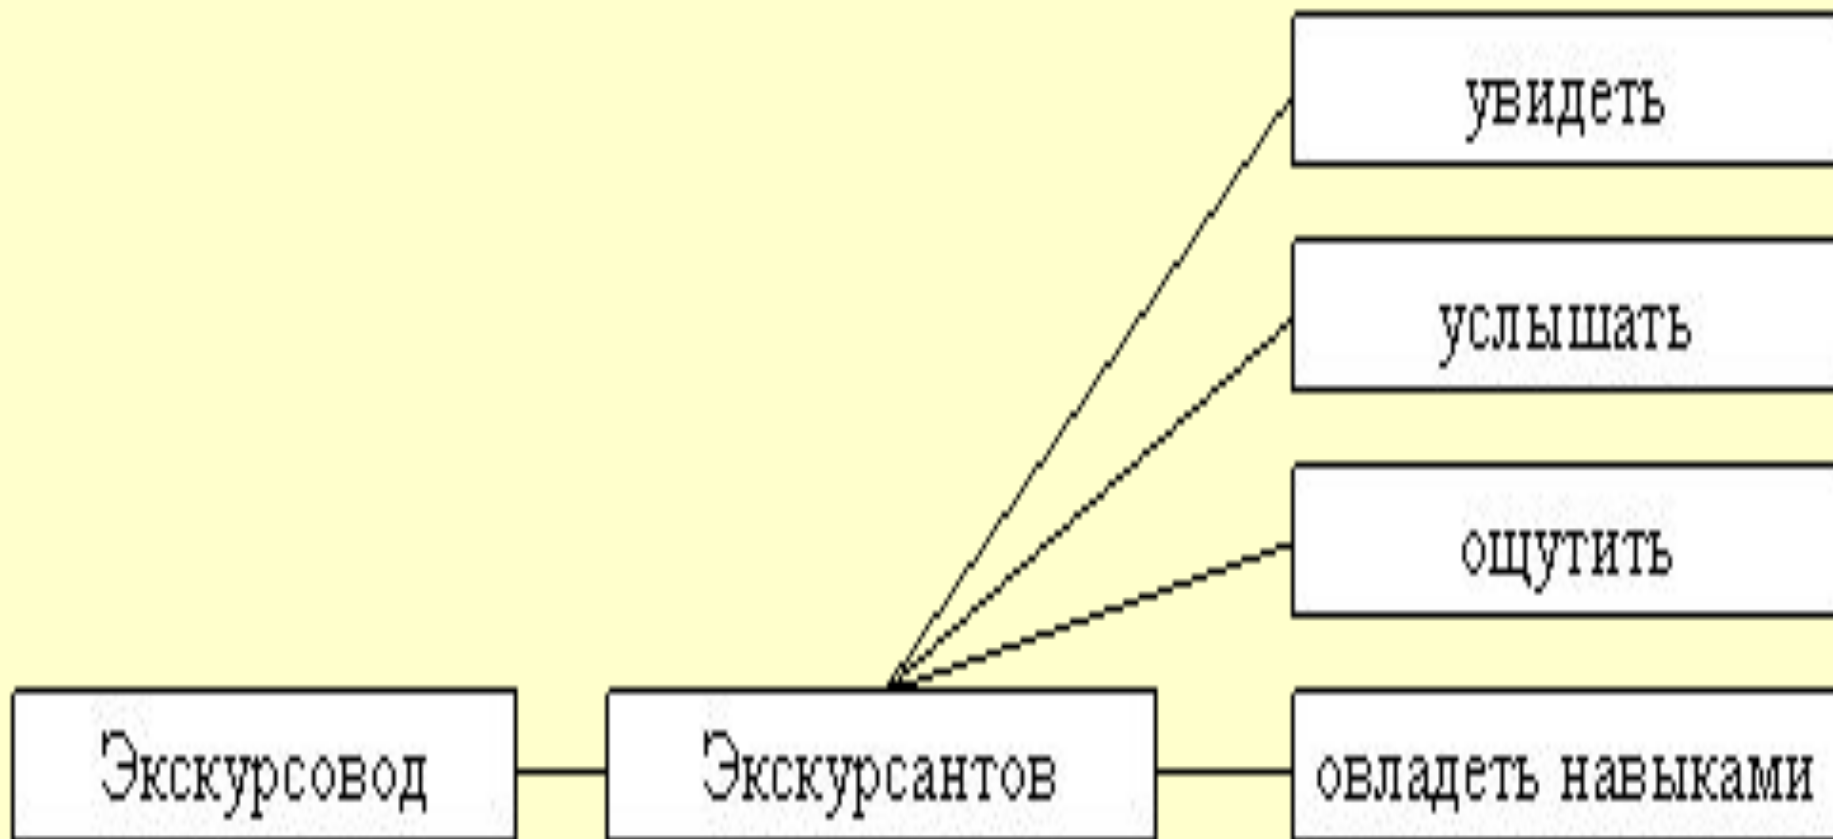 увидеть
услышать
ощутить
Экскурсовод
Экскурсантов
овладеть навыками